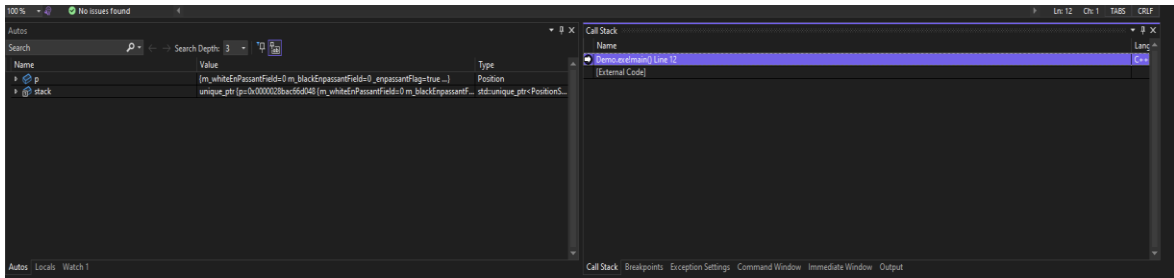 100 % No issues found Ln: 12 Ch: 1 TABS CRLF
Autos Call Stack
Search Search Depth: 3 Name Lang
Name Value Type Demo.exe!main() Line 12 C++
p {m_whiteEnPassantField=0 m_blackEnpassantField=0 _enpassantFlag=true ...} Position [External Code]
stack unique_ptr {p=0x0000028bac66d048 {m_whiteEnPassantField=0 m_blackEnpassantF... std::unique_ptr<PositionS...
Autos Locals Watch 1 Call Stack Breakpoints Exception Settings Command Window Immediate Window Output